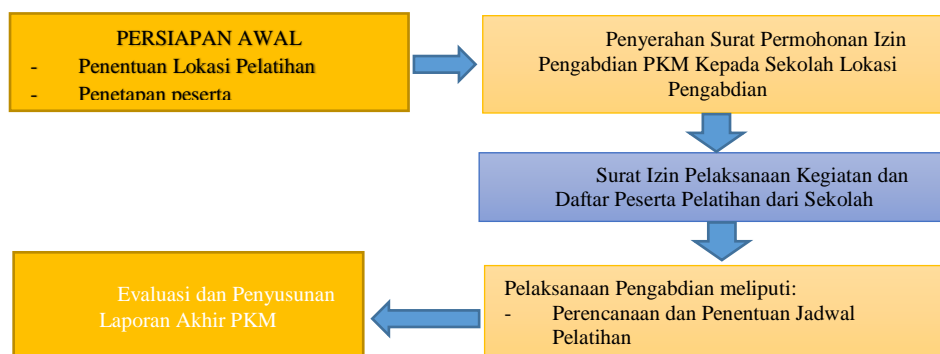 PERSIAPAN AWAL
- Penentuan Lokasi Pelatihan
- Penetapan peserta
Penyerahan Surat Permohonan Izin
Pengabdian PKM Kepada Sekolah Lokasi
Pengabdian
Surat Izin Pelaksanaan Kegiatan dan
Daftar Peserta Pelatihan dari Sekolah
Pelaksanaan Pengabdian meliputi:
- Perencanaan dan Penentuan Jadwal
Pelatihan
Evaluasi dan Penyusunan
Laporan Akhir PKM